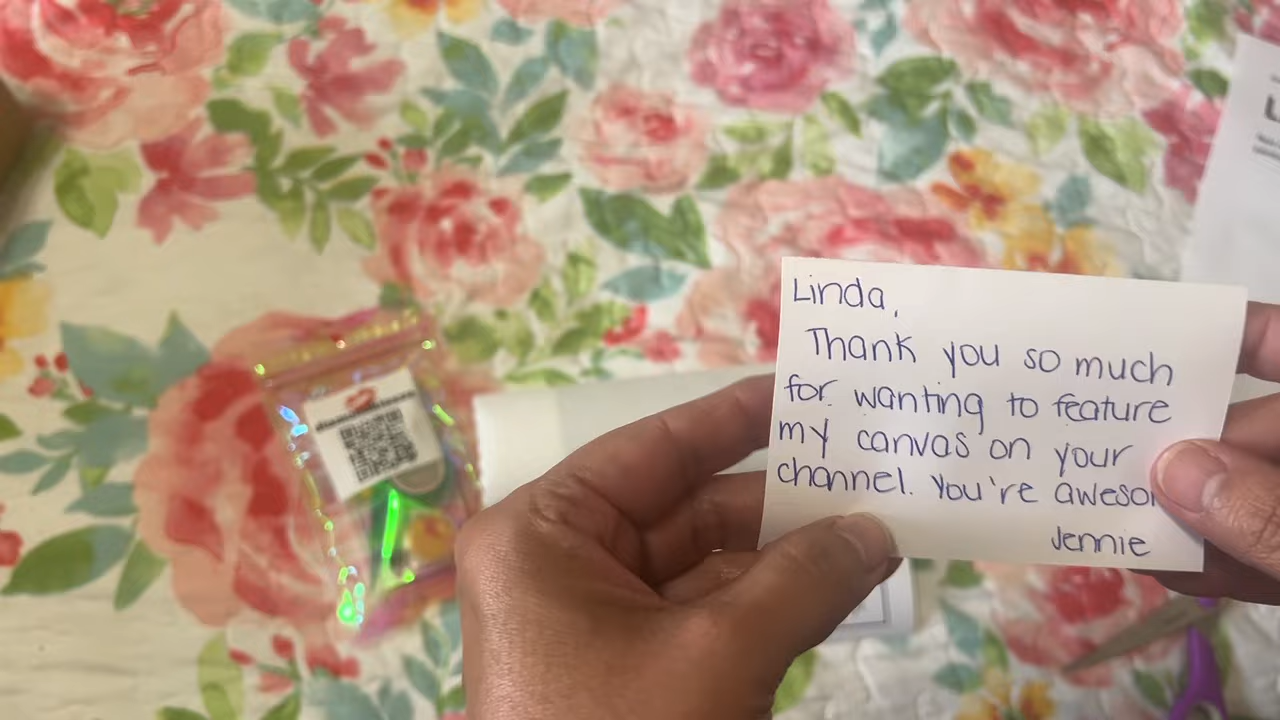 Linda,
Thank you so much
for wanting to feature
my canvas on your
channel. You're aweso
Jennie